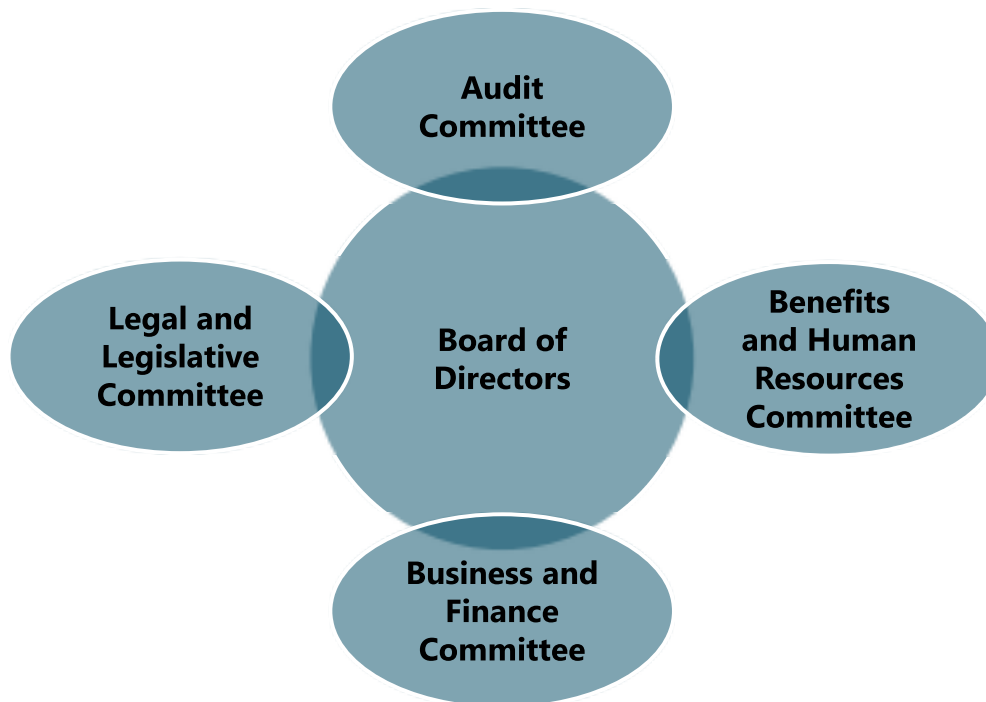 Audit
Committee
Legal and
Legislative
Committee
Board of
Directors
Benefits
and Human
Resources
Committee
Business and
Finance
Committee